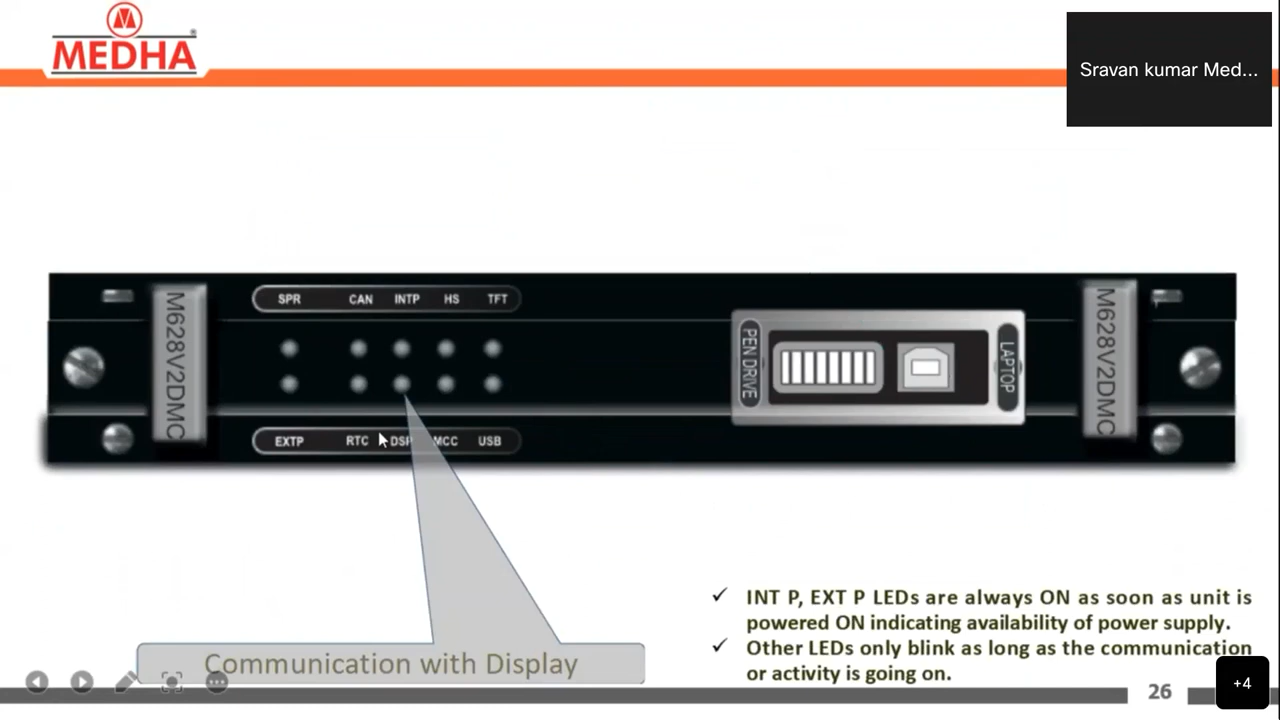 MEDHA
Sravan kumar Med...
SPR CAN INTP HS TFT
M628V2DMC
PEN DRIVE
LAPTOP
M628V2DMC
EXTP RTC DSP MCC USB
Communication with Display
✓ INT P, EXT P LEDs are always ON as soon as unit is
powered ON indicating availability of power supply.
✓ Other LEDs only blink as long as the communication
or activity is going on.
26
+4